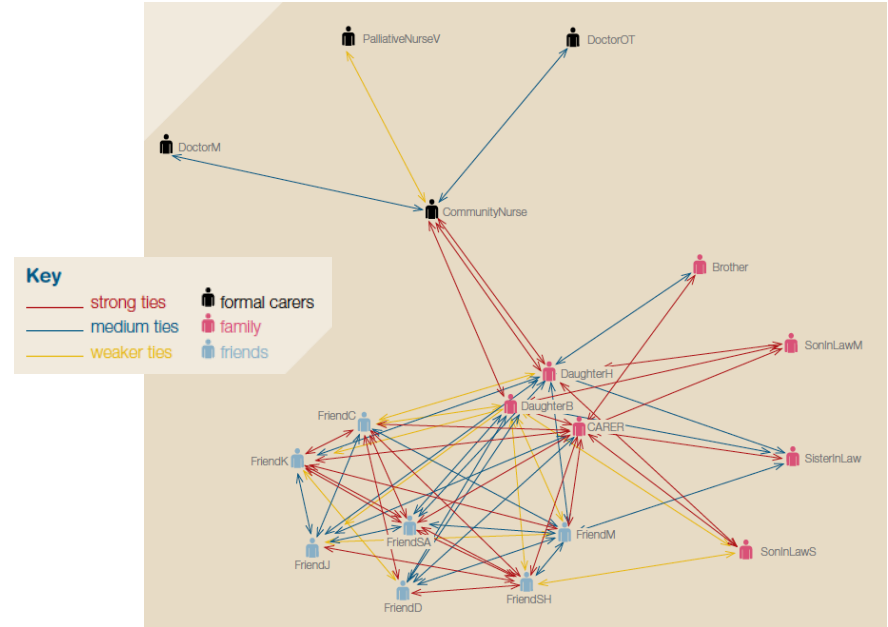 PalliativeNurseV
DoctorOT
DoctorM
CommunityNurse
Key
strong ties
formal carers
medium ties
family
weaker ties
friends
Brother
SonInLawM
DaughterH
DaughterB
FriendC
CARER
FriendK
SisterInLaw
FriendSA
FriendM
FriendJ
SonInLawS
FriendD
FriendSH